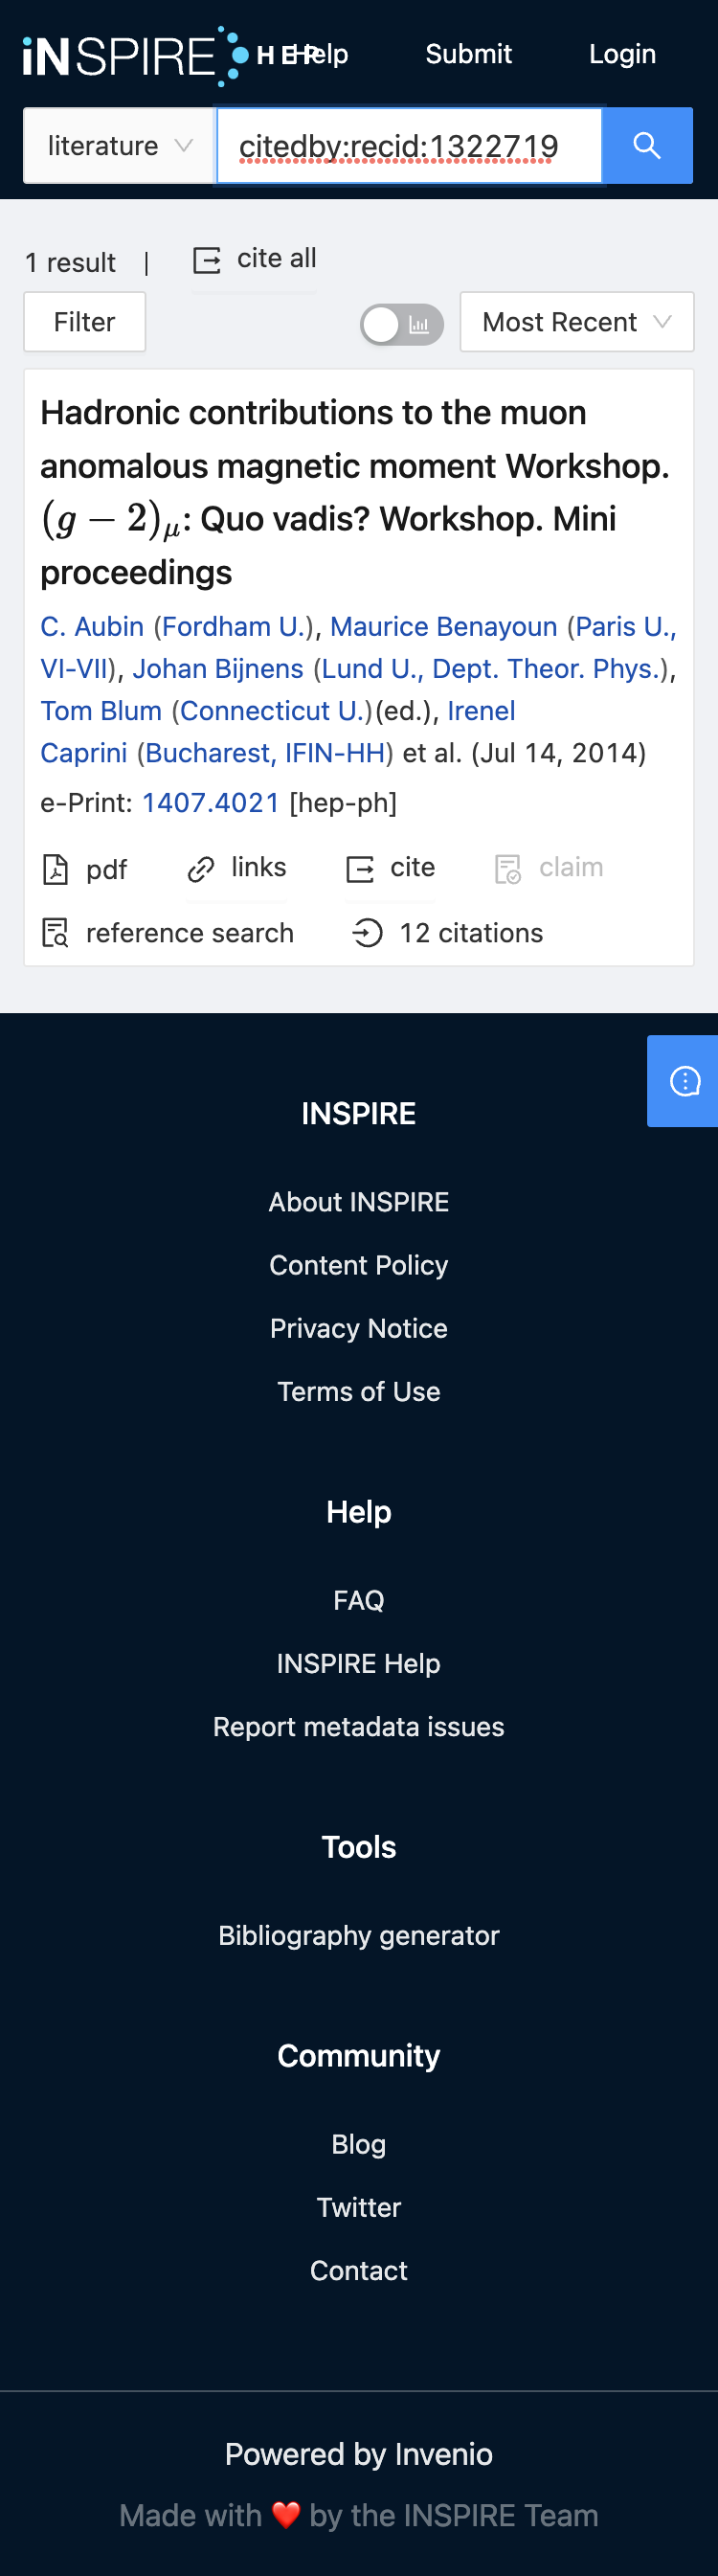 iNSPIRE HEP Help Submit Login
literature citedby:recid:1322719
1 result | cite all
Filter Most Recent
Hadronic contributions to the muon
anomalous magnetic moment Workshop.
(g − 2)μ: Quo vadis? Workshop. Mini
proceedings
C. Aubin (Fordham U.), Maurice Benayoun (Paris U.,
VI-VII), Johan Bijnens (Lund U., Dept. Theor. Phys.),
Tom Blum (Connecticut U.)(ed.), Irenel
Caprini (Bucharest, IFIN-HH) et al. (Jul 14, 2014)
e-Print: 1407.4021 [hep-ph]
pdf links cite claim
reference search 12 citations
INSPIRE
About INSPIRE
Content Policy
Privacy Notice
Terms of Use
Help
FAQ
INSPIRE Help
Report metadata issues
Tools
Bibliography generator
Community
Blog
Twitter
Contact
Powered by Invenio
Made with ❤️ by the INSPIRE Team